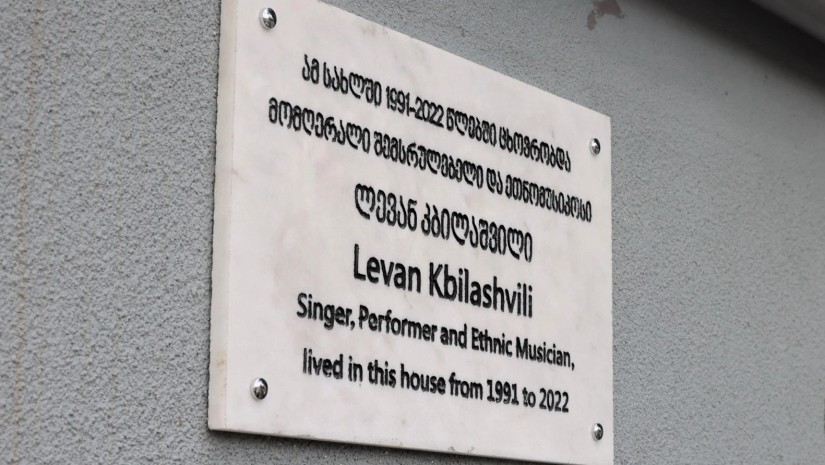 ამ სახლში 1991-2022 წლებში ცხოვრობდა
მომღერალი შემსრულებელი და ეთნომუსიკოსი
ლევან კბილაშვილი
Levan Kbilashvili
Singer, Performer and Ethnic Musician,
lived in this house from 1991 to 2022